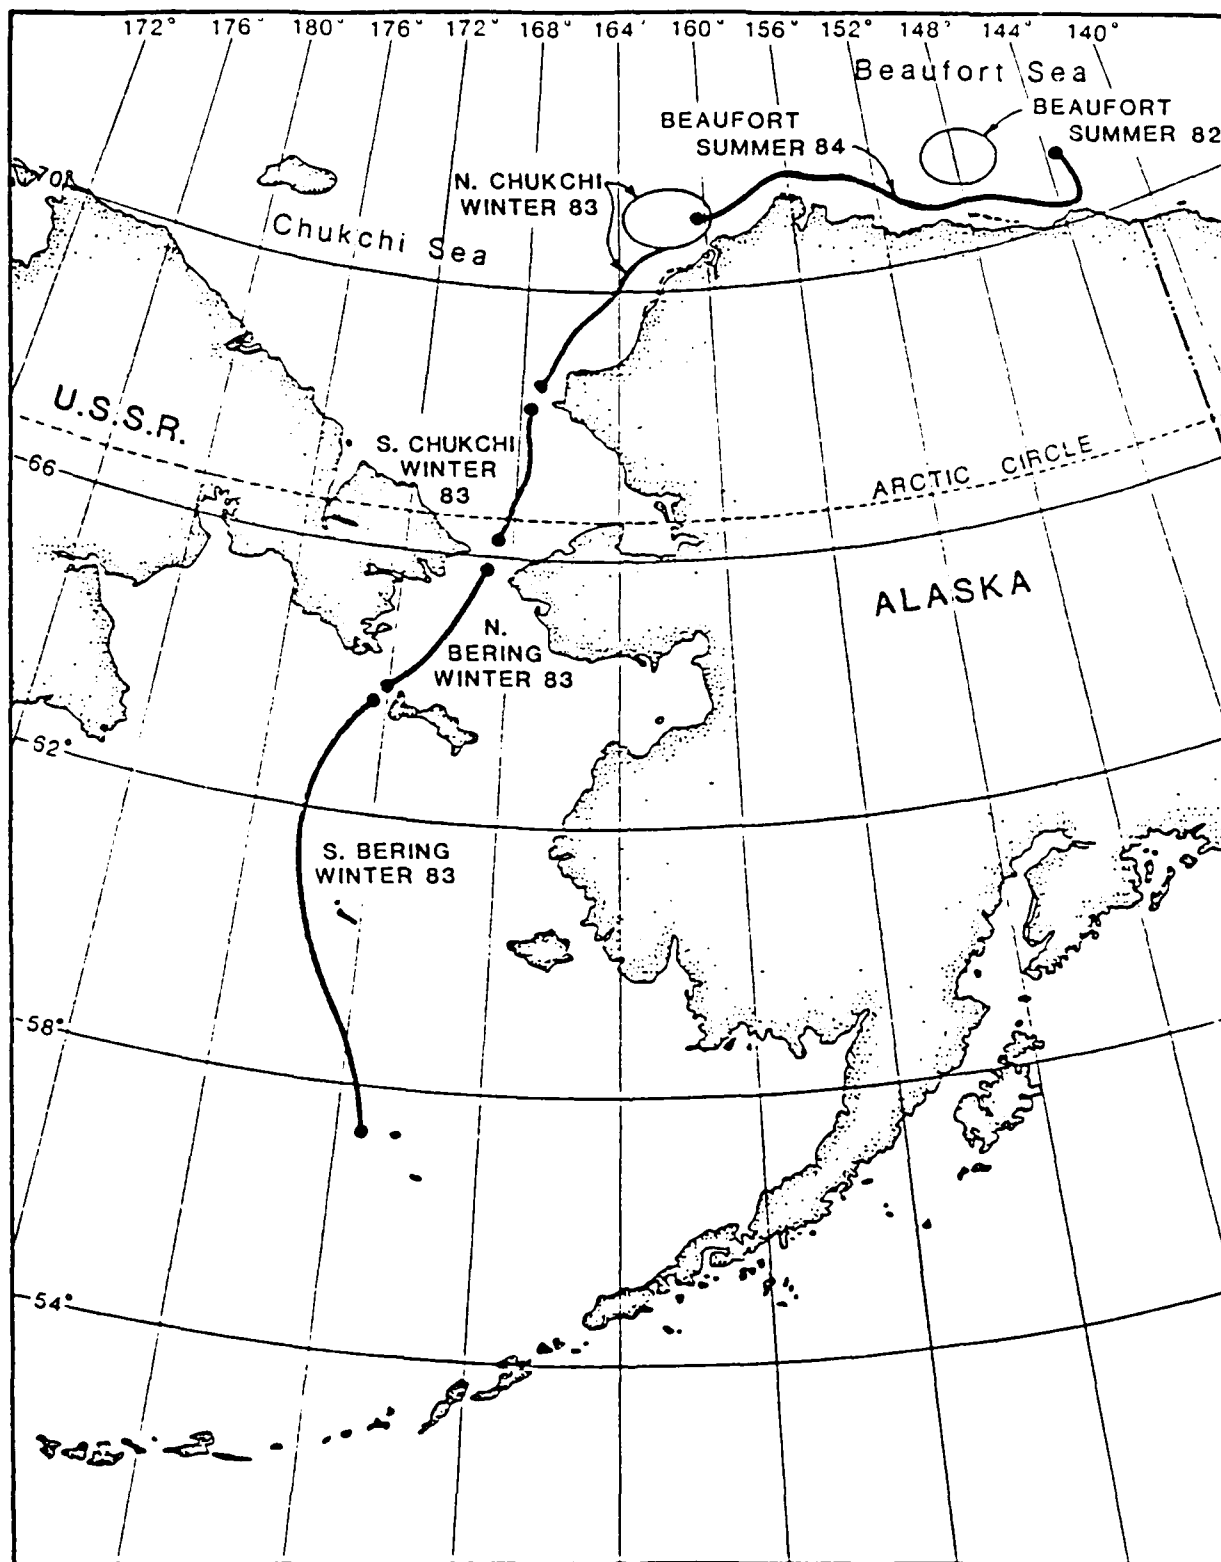 172° 176° 180° 176° 172° 168° 164° 160° 156° 152° 148° 144° 140°
Beaufort Sea
BEAUFORT
SUMMER 82
BEAUFORT
SUMMER 84
N. CHUKCHI
WINTER 83
70°
Chukchi Sea
U.S.S.R.
S. CHUKCHI
WINTER
83
66
ARCTIC CIRCLE
ALASKA
N.
BERING
WINTER 83
62°
S. BERING
WINTER 83
58°
54°